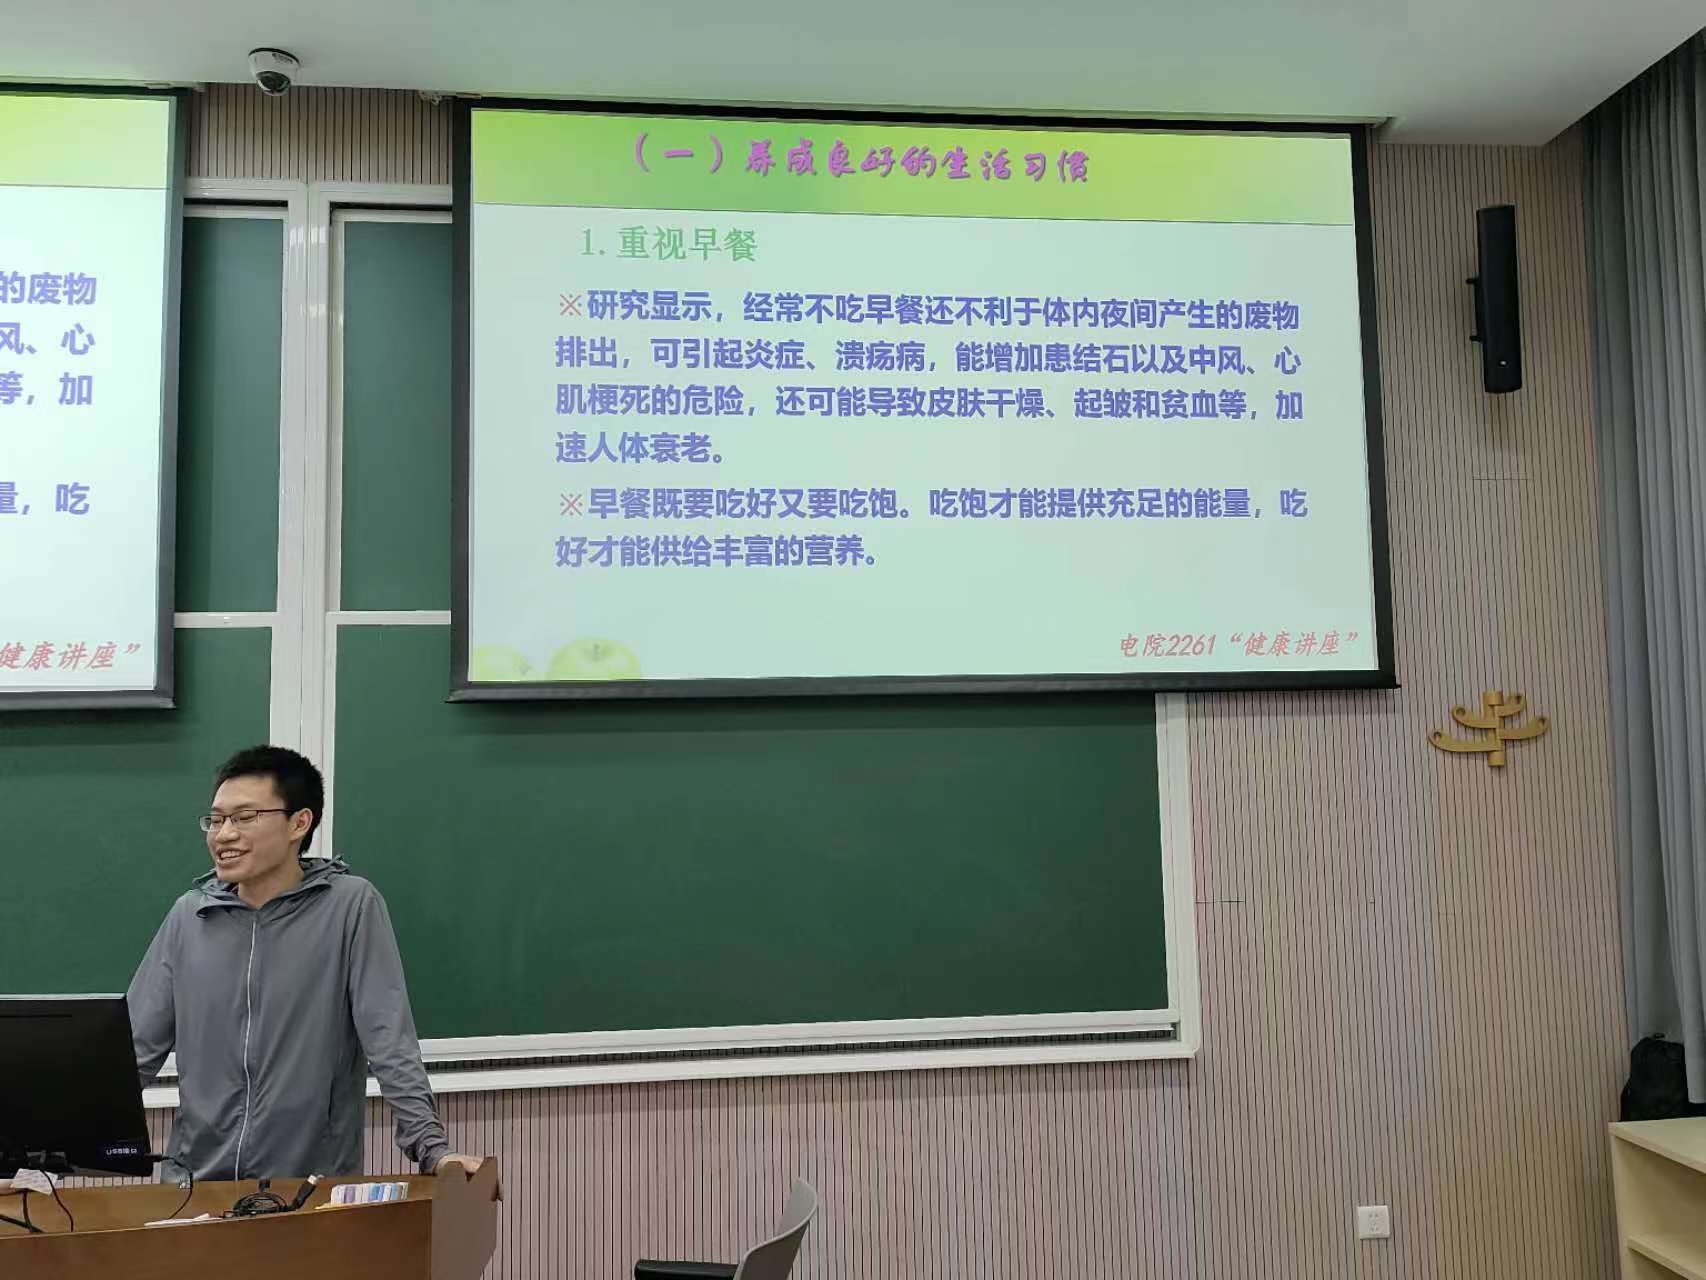 的废物
风、心
等，加
量，吃
健康讲座”
（一）养成良好的生活习惯
1.重视早餐
※研究显示，经常不吃早餐还不利于体内夜间产生的废物
排出，可引起炎症、溃疡病，能增加患结石以及中风、心
肌梗死的危险，还可能导致皮肤干燥、起皱和贫血等，加
速人体衰老。
※早餐既要吃好又要吃饱。吃饱才能提供充足的能量，吃
好才能供给丰富的营养。
电院2261“健康讲座”